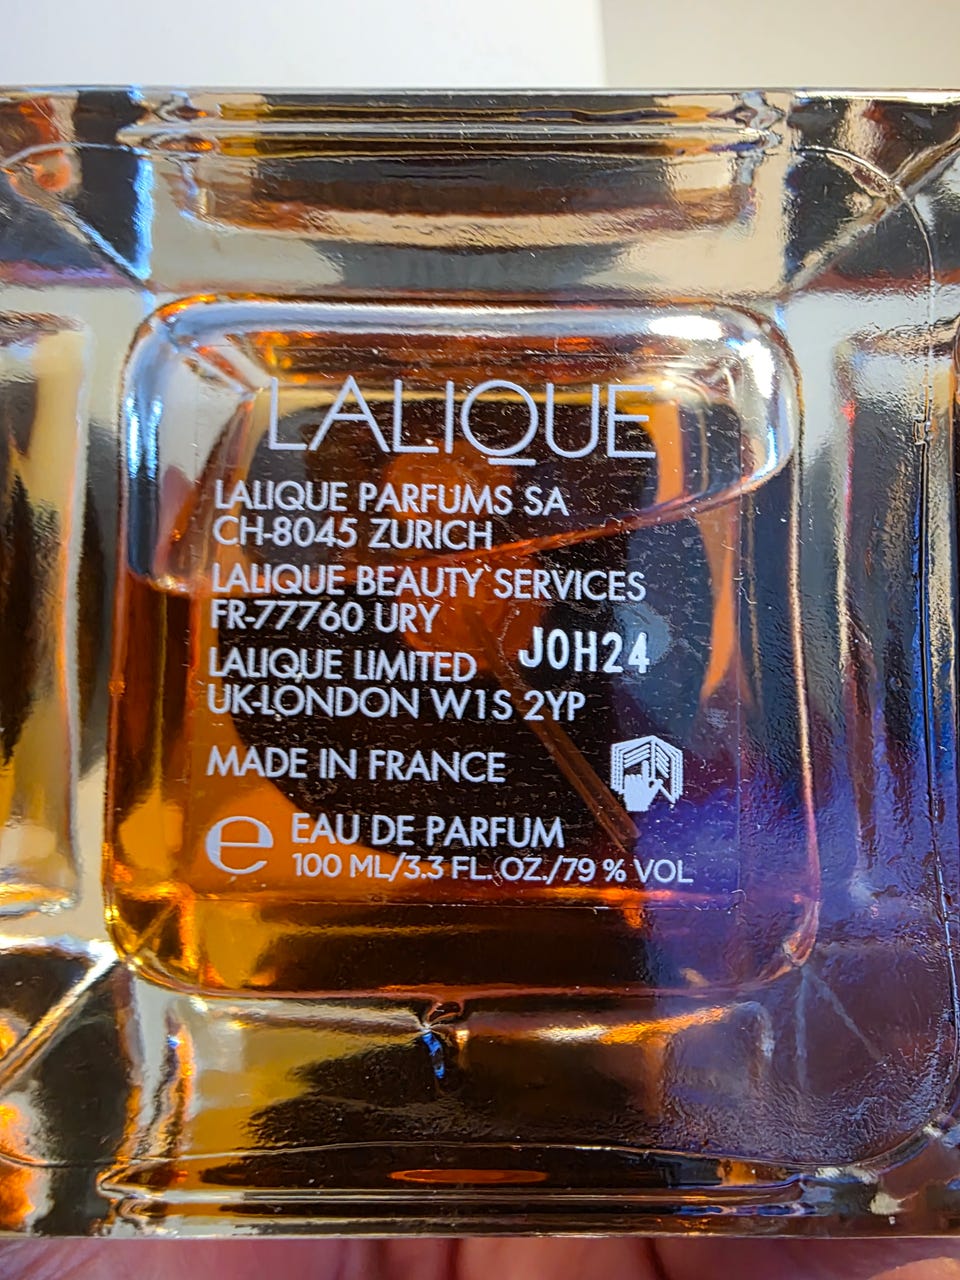 LALIQUE
LALIQUE PARFUMS SA
CH-8045 ZURICH
LALIQUE BEAUTY SERVICES
FR-77760 URY
J0H24
LALIQUE LIMITED
UK-LONDON W1S 2YP
MADE IN FRANCE
e EAU DE PARFUM
100 ML/3.3 FL. OZ./79 % VOL